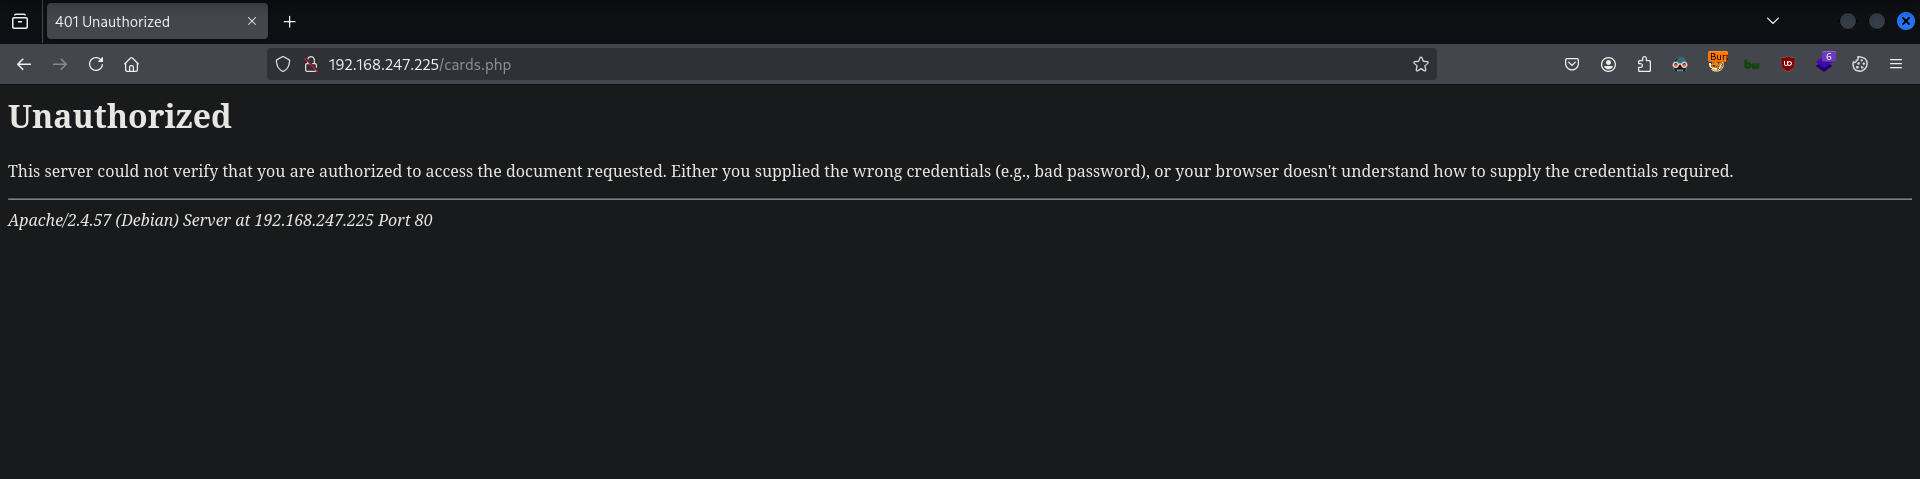 401 Unauthorized
192.168.247.225/cards.php
Burp
bw
UD
6
Unauthorized
This server could not verify that you are authorized to access the document requested. Either you supplied the wrong credentials (e.g., bad password), or your browser doesn't understand how to supply the credentials required.
Apache/2.4.57 (Debian) Server at 192.168.247.225 Port 80